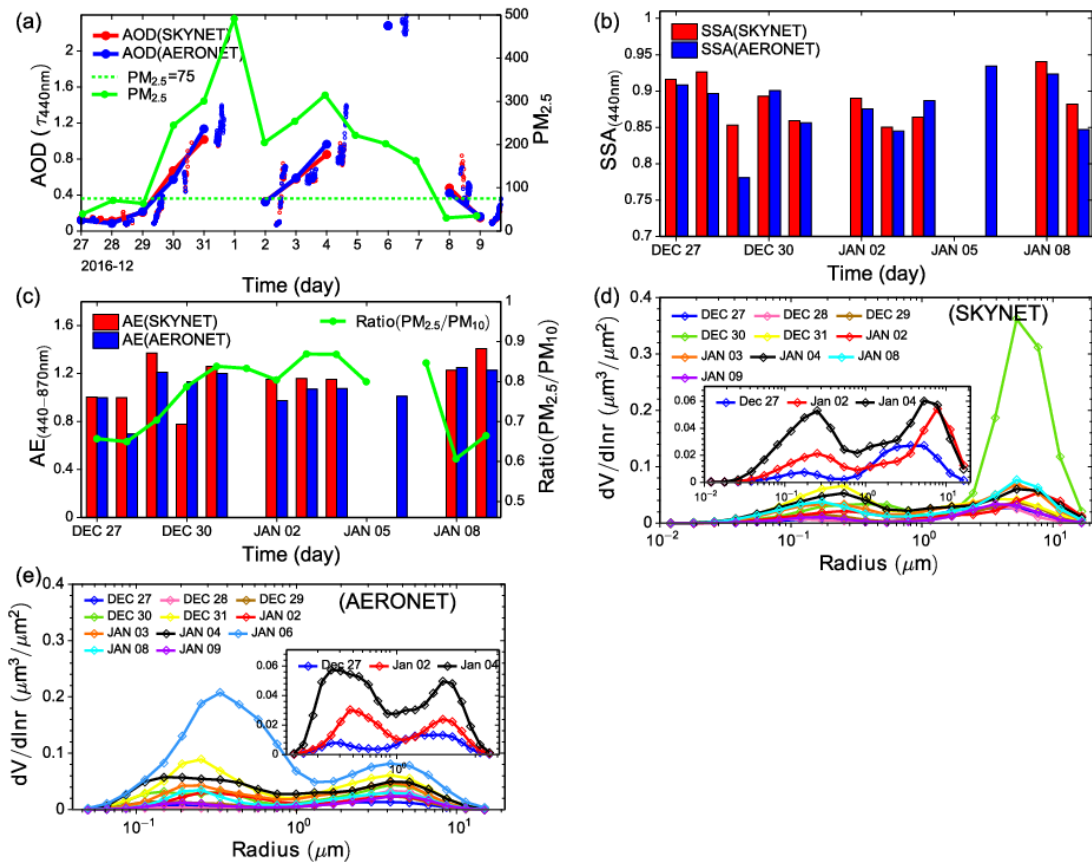 (a)
AOD(SKYNET)
AOD(AERONET)
PM2.5=75
PM2.5
AOD (τ440nm)
2
1.6
1.2
0.8
0.4
0
500
400
300
200
100
0
PM2.5
27 28 29 30 31 1 2 3 4 5 6 7 8 9
2016-12
Time (day)
(b)
SSA(SKYNET)
SSA(AERONET)
SSA(440nm)
1
0.95
0.9
0.85
0.8
0.75
0.7
DEC 27 DEC 30 JAN 02 JAN 05 JAN 08
Time (day)
(c)
AE(SKYNET)
AE(AERONET)
Ratio(PM2.5/PM10)
AE(440−870nm)
1.6
1.2
0.8
0.4
0
1
0.9
0.8
0.7
0.6
0.5
Ratio(PM2.5/PM10)
DEC 27 DEC 30 JAN 02 JAN 05 JAN 08
Time (day)
(d)
(SKYNET)
DEC 27 DEC 28 DEC 29
DEC 30 DEC 31 JAN 02
JAN 03 JAN 04 JAN 08
JAN 09
dV/dlnr (μm3/μm2)
0.4
0.3
0.2
0.1
0
Dec 27 Jan 02 Jan 04
0.06
0.04
0.02
0.00
10−2 10−1 100 101
10−2 10−1 100 101
Radius (μm)
(e)
(AERONET)
DEC 27 DEC 28 DEC 29
DEC 30 DEC 31 JAN 02
JAN 03 JAN 04 JAN 06
JAN 08 JAN 09
dV/dlnr (μm3/μm2)
0.4
0.3
0.2
0.1
0
Dec 27 Jan 02 Jan 04
0.06
0.04
0.02
0.00
100
10−1 100 101
Radius (μm)